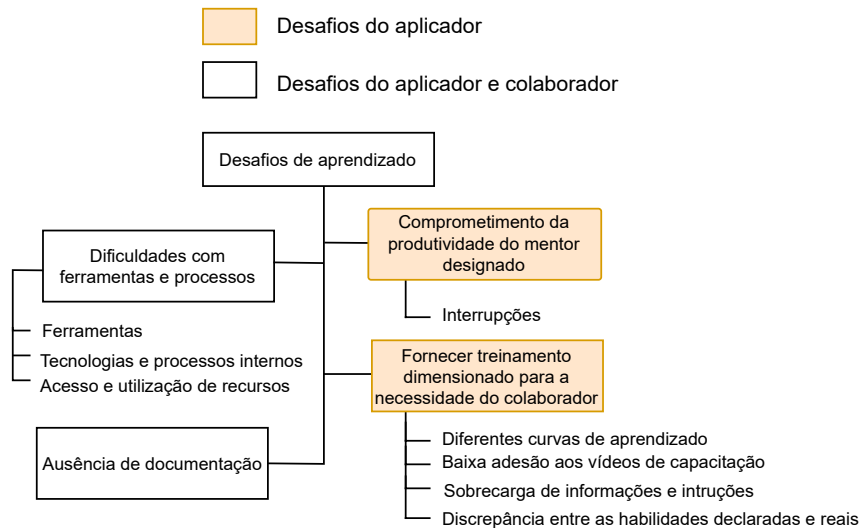 Desafios do aplicador
Desafios do aplicador e colaborador
Desafios de aprendizado
Comprometimento da
produtividade do mentor
designado
Interrupções
Dificuldades com
ferramentas e processos
Ferramentas
Tecnologias e processos internos
Acesso e utilização de recursos
Fornecer treinamento
dimensionado para a
necessidade do colaborador
Diferentes curvas de aprendizado
Baixa adesão aos vídeos de capacitação
Sobrecarga de informações e intruções
Discrepância entre as habilidades declaradas e reais
Ausência de documentação